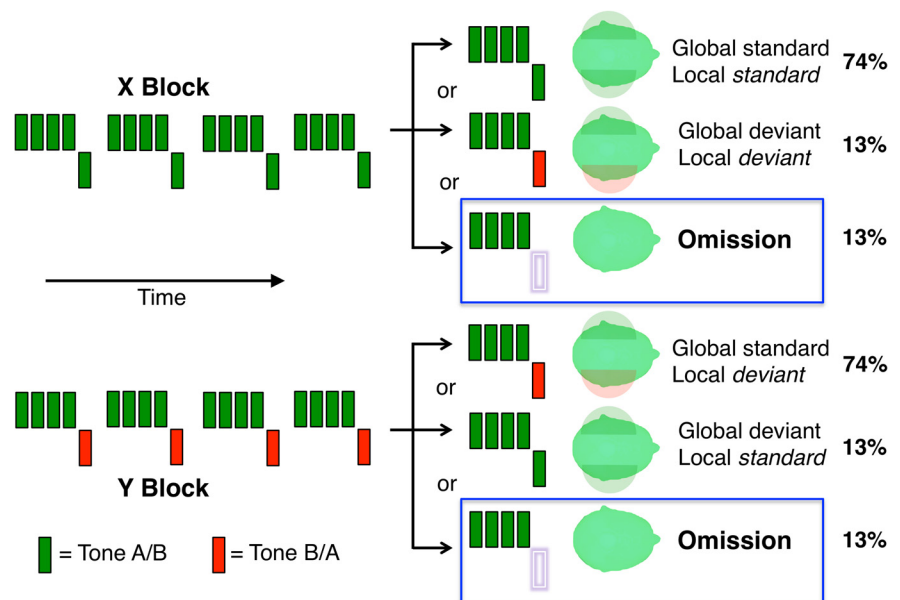 X Block
Global standard
Local standard
74%
or
Global deviant
Local deviant
13%
or
Omission
13%
Time
Global standard
Local deviant
74%
or
Global deviant
Local standard
13%
or
Y Block
Omission
13%
= Tone A/B
= Tone B/A